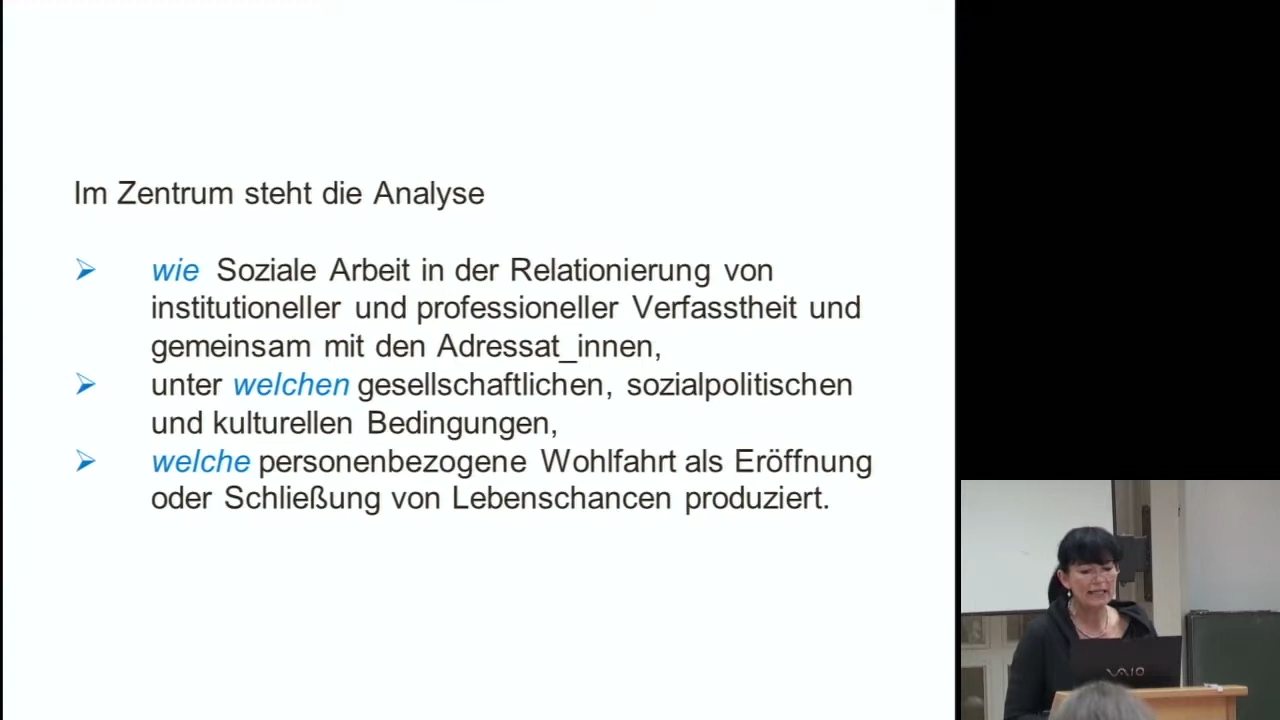 Im Zentrum steht die Analyse
wie Soziale Arbeit in der Relationierung von
institutioneller und professioneller Verfasstheit und
gemeinsam mit den Adressat_innen,
unter welchen gesellschaftlichen, sozialpolitischen
und kulturellen Bedingungen,
welche personenbezogene Wohlfahrt als Eröffnung
oder Schließung von Lebenschancen produziert.
VAIO